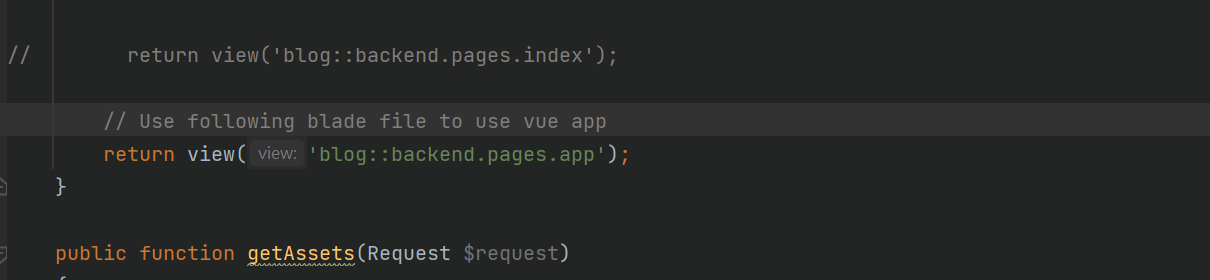 //        return view('blog::backend.pages.index');
// Use following blade file to use vue app
return view( view: 'blog::backend.pages.app');
}
public function getAssets(Request $request)